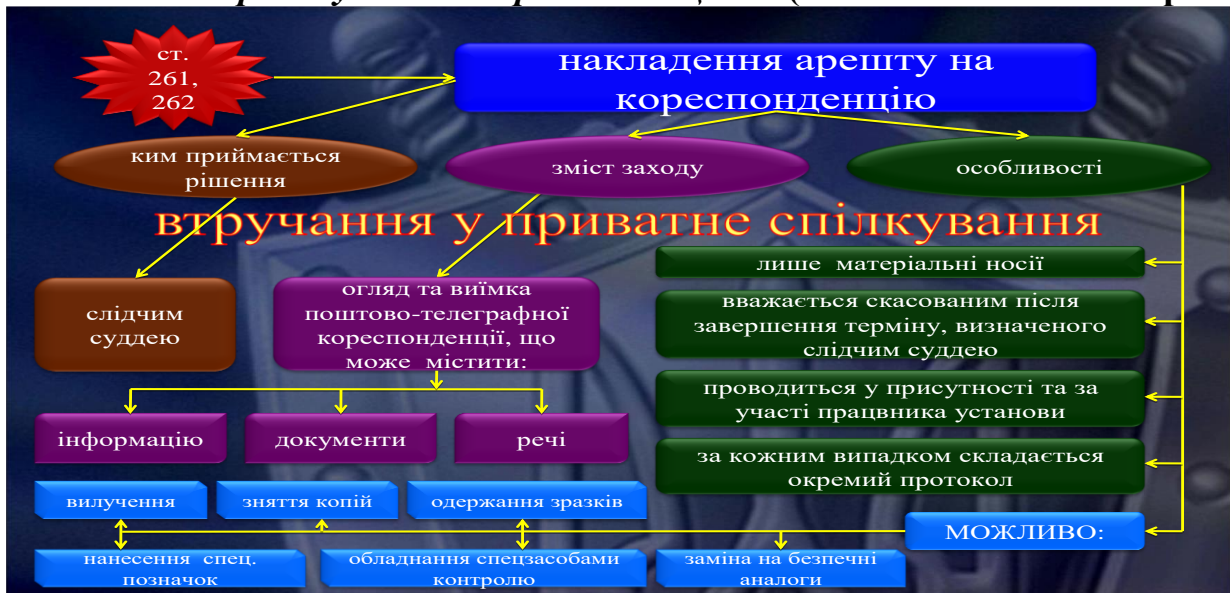 ст.
261,
262
накладення арешту на
кореспонденцію
ким приймається
рішення
зміст заходу
особливості
втручання у приватне спілкування
слідчим
суддею
огляд та виїмка
поштово-телеграфної
кореспонденції, що
може містити:
інформацію
документи
речі
лише матеріальні носії
вважається скасованим після
завершення терміну, визначеного
слідчим суддею
проводиться у присутності та за
участі працвника установи
за кожним випадком складається
окремий протокол
МОЖЛИВО:
вилучення
зняття копій
одержання зразків
нанесення спец.
позначок
обладнання спецзасобами
контролю
заміна на безпечні
аналоги